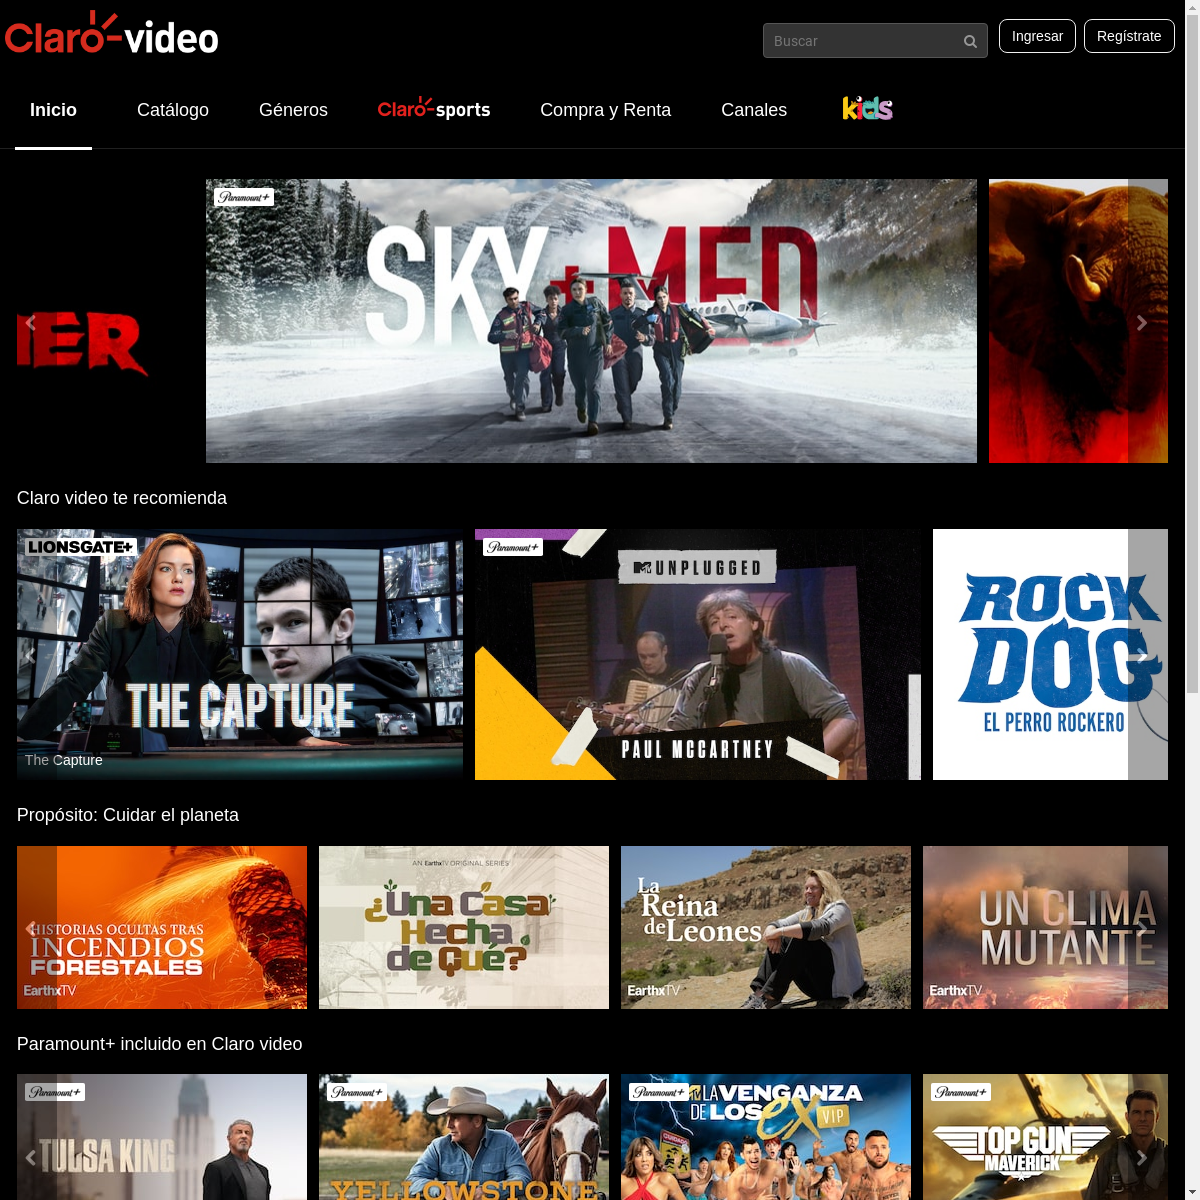 Claro-video
Buscar
Ingresar
Regístrate
Inicio
Catálogo
Géneros
Claro-sports
Compra y Renta
Canales
kids
IER
Paramount+
SKY+MED
Claro video te recomienda
LIONSGATE+
THE CAPTURE
The Capture
Paramount+
MTV UNPLUGGED
PAUL MCCARTNEY
ROCK
DOG
EL PERRO ROCKERO
Propósito: Cuidar el planeta
HISTORIAS OCULTAS TRAS
INCENDIOS
FORESTALES
EarthxTV
AN EarthxTV ORIGINAL SERIES
¿Una Casa
Hecha
de Qué?
La
Reina
de Leones
EarthxTV
UN CLIMA
MUTANTE
EarthxTV
Paramount+ incluido en Claro video
Paramount+
TULSA KING
Paramount+
YELLOWSTONE
Paramount+
MTV LA VENGANZA
DE LOS ex
VIP
Paramount+
TOP GUN
MAVERICK